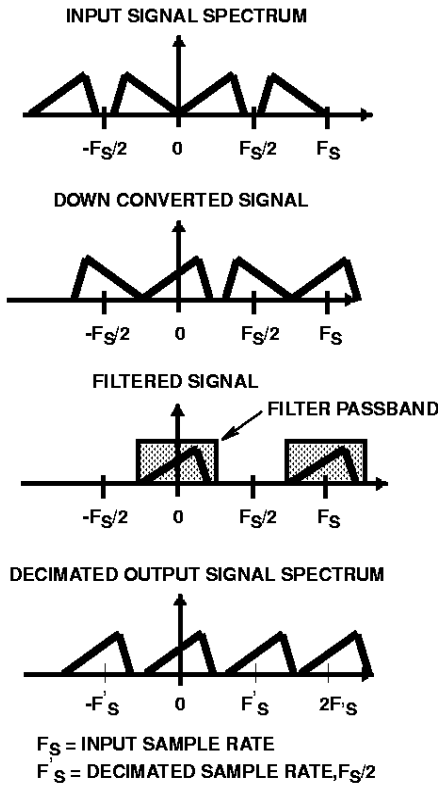 INPUT SIGNAL SPECTRUM
-FS/2 0 FS/2 FS
DOWN CONVERTED SIGNAL
-FS/2 0 FS/2 FS
FILTERED SIGNAL
FILTER PASSBAND
-FS/2 0 FS/2 FS
DECIMATED OUTPUT SIGNAL SPECTRUM
-F'S 0 F'S 2F'S
FS = INPUT SAMPLE RATE
F'S = DECIMATED SAMPLE RATE,FS/2